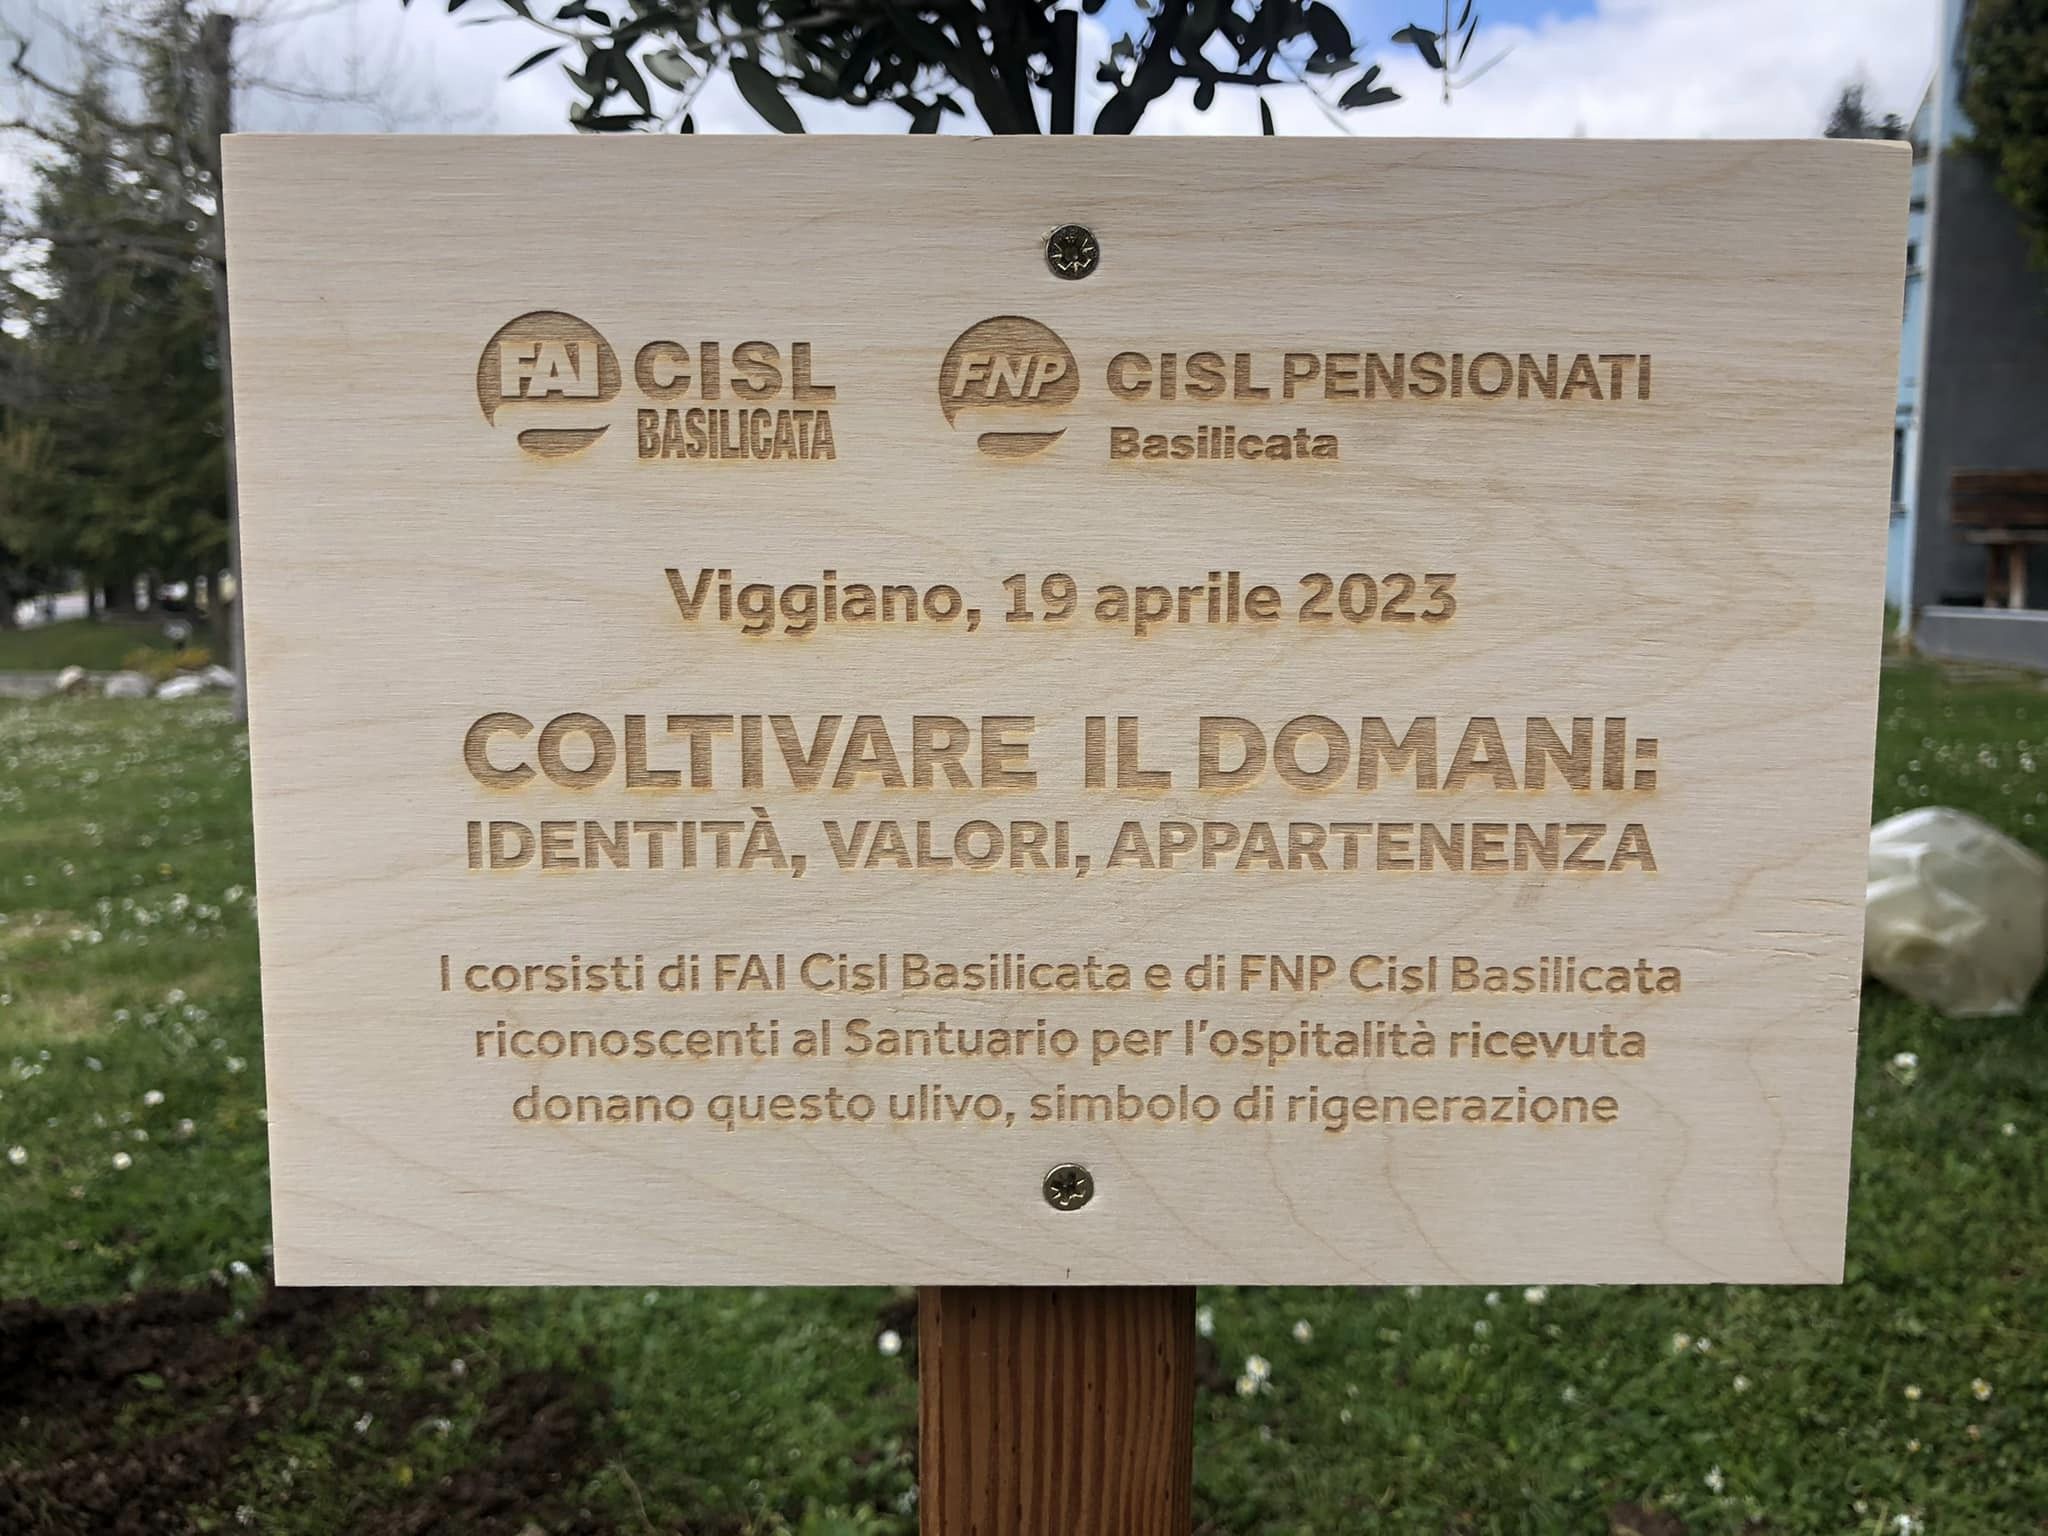 FAI CISL
BASILICATA
FNP CISL PENSIONATI
Basilicata
Viggiano, 19 aprile 2023
COLTIVARE IL DOMANI:
IDENTITÀ, VALORI, APPARTENENZA
I corsisti di FAI Cisl Basilicata e di FNP Cisl Basilicata
riconoscenti al Santuario per l'ospitalità ricevuta
donano questo ulivo, simbolo di rigenerazione